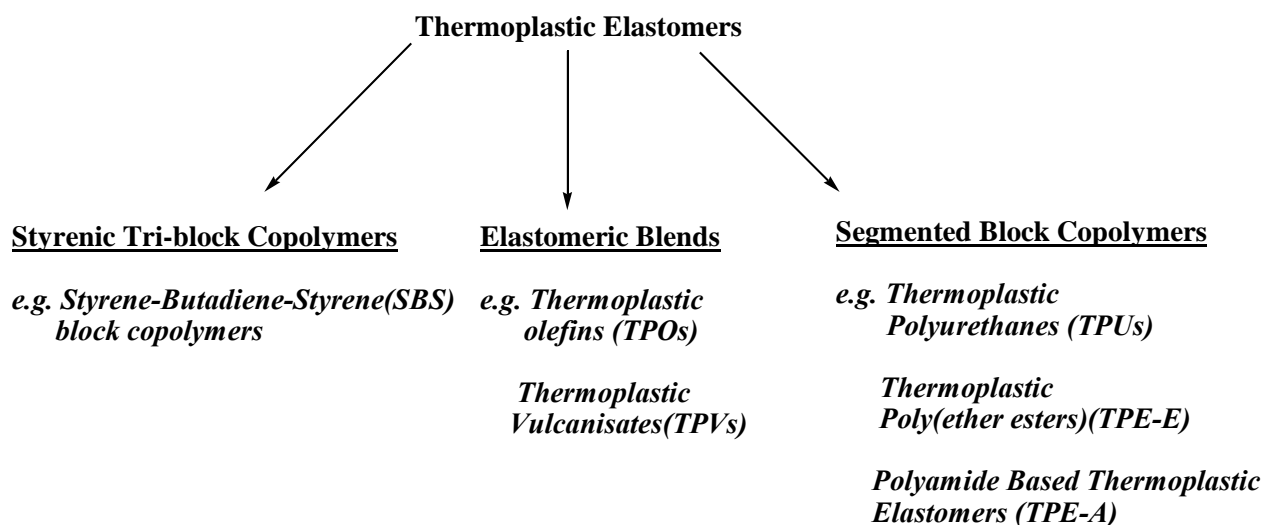 Thermoplastic Elastomers
Styrenic Tri-block Copolymers
e.g. Styrene-Butadiene-Styrene(SBS)
block copolymers
Elastomeric Blends
e.g. Thermoplastic
olefins (TPOs)
Thermoplastic
Vulcanisates(TPVs)
Segmented Block Copolymers
e.g. Thermoplastic
Polyurethanes (TPUs)
Thermoplastic
Poly(ether esters)(TPE-E)
Polyamide Based Thermoplastic
Elastomers (TPE-A)